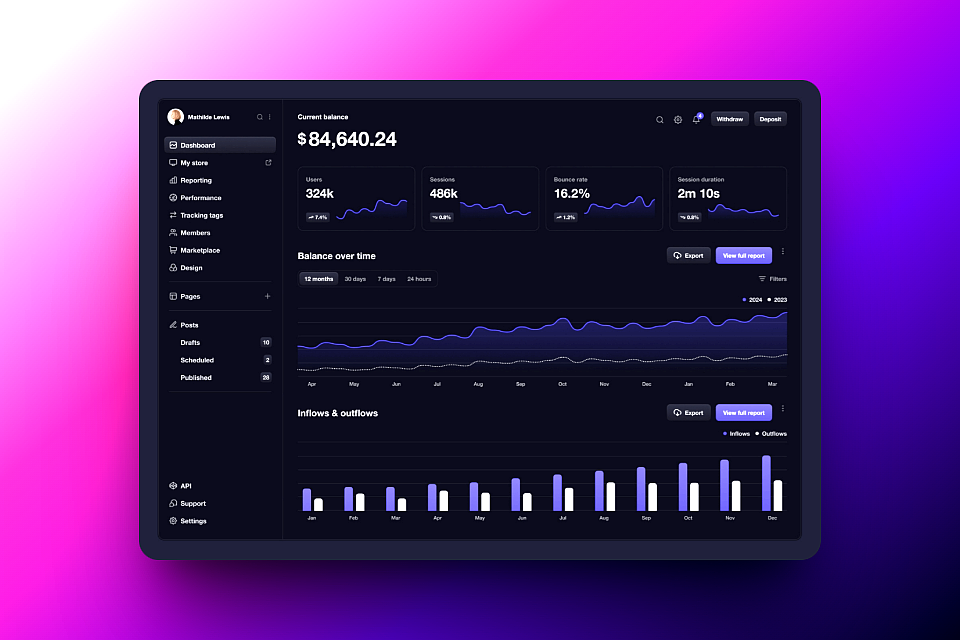 Mathilde Lewis
Dashboard
My store
Reporting
Performance
Tracking tags
Members
Marketplace
Design
Pages
Posts
Drafts 10
Scheduled 2
Published 28
API
Support
Settings
Current balance
$84,640.24
4
Withdraw Deposit
Users
324k
7.4%
Sessions
486k
0.8%
Bounce rate
16.2%
1.2%
Session duration
2m 10s
0.8%
Balance over time
Export View full report
12 months 30 days 7 days 24 hours
Filters
2024 2023
Apr May Jun Jul Aug Sep Oct Nov Dec Jan Feb Mar
Inflows & outflows
Export View full report
Inflows Outflows
Jan Feb Mar Apr May Jun Jul Aug Sep Oct Nov Dec